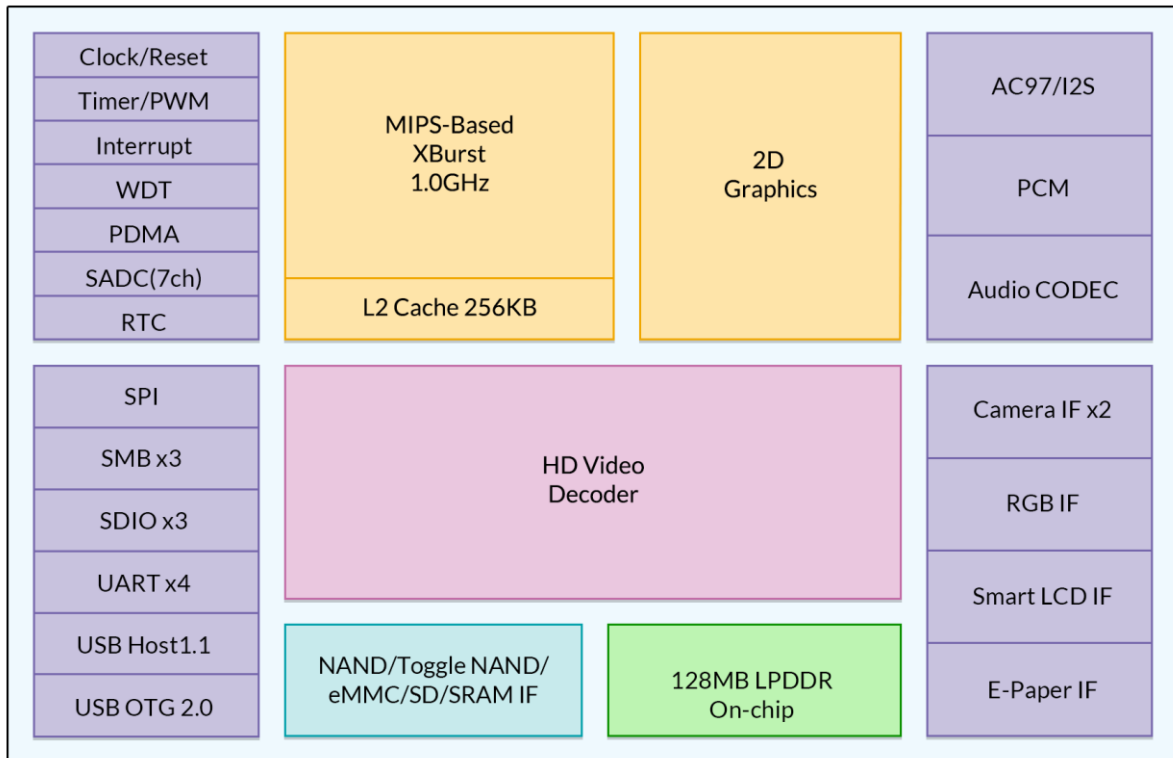 Clock/Reset
Timer/PWM
Interrupt
WDT
PDMA
SADC(7ch)
RTC
MIPS-Based
XBurst
1.0GHz
L2 Cache 256KB
2D
Graphics
AC97/I2S
PCM
Audio CODEC
SPI
SMB x3
SDIO x3
UART x4
USB Host1.1
USB OTG 2.0
HD Video
Decoder
NAND/Toggle NAND/
eMMC/SD/SRAM IF
128MB LPDDR
On-chip
Camera IF x2
RGB IF
Smart LCD IF
E-Paper IF